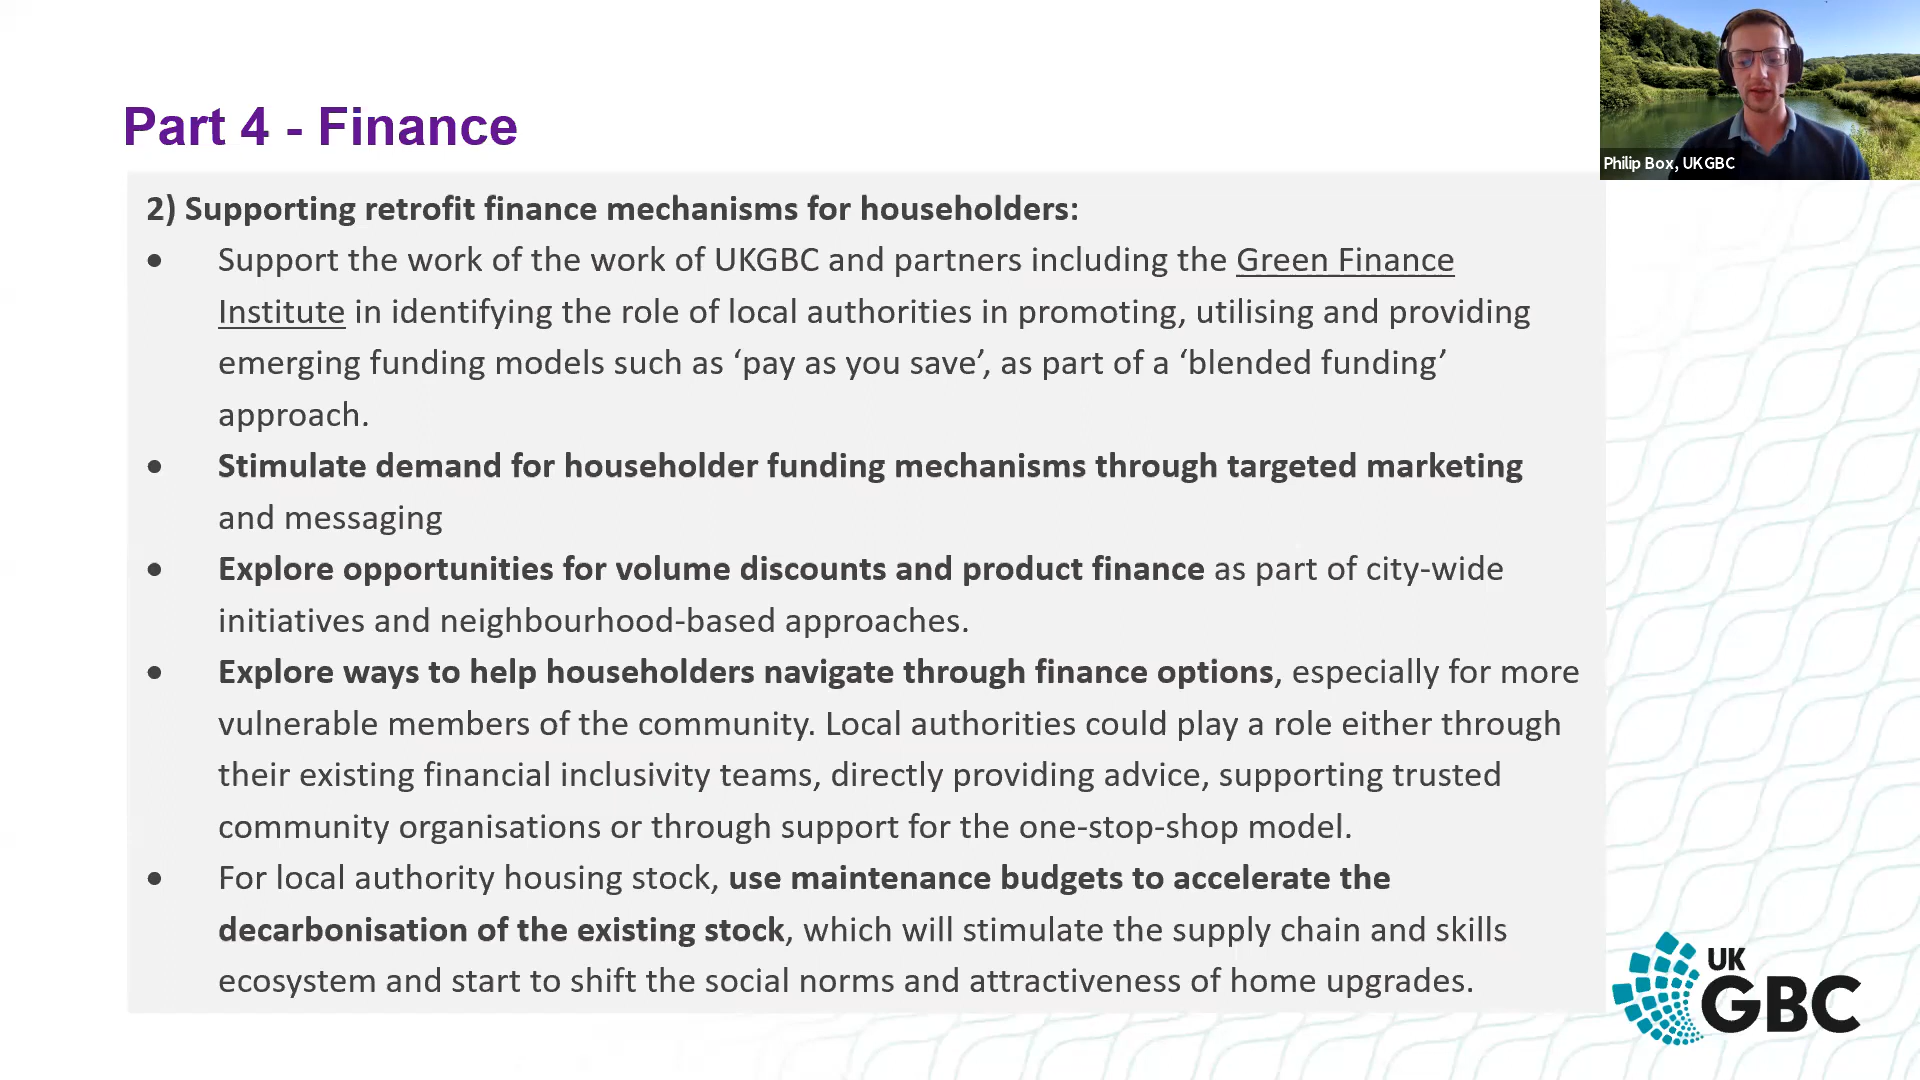 Part 4 - Finance
Philip Box, UKGBC
2) Supporting retrofit finance mechanisms for householders:
• Support the work of the work of UKGBC and partners including the Green Finance
Institute in identifying the role of local authorities in promoting, utilising and providing
emerging funding models such as ‘pay as you save’, as part of a ‘blended funding’
approach.
• Stimulate demand for householder funding mechanisms through targeted marketing
and messaging
• Explore opportunities for volume discounts and product finance as part of city-wide
initiatives and neighbourhood-based approaches.
• Explore ways to help householders navigate through finance options, especially for more
vulnerable members of the community. Local authorities could play a role either through
their existing financial inclusivity teams, directly providing advice, supporting trusted
community organisations or through support for the one-stop-shop model.
• For local authority housing stock, use maintenance budgets to accelerate the
decarbonisation of the existing stock, which will stimulate the supply chain and skills
ecosystem and start to shift the social norms and attractiveness of home upgrades.
UK
GBC